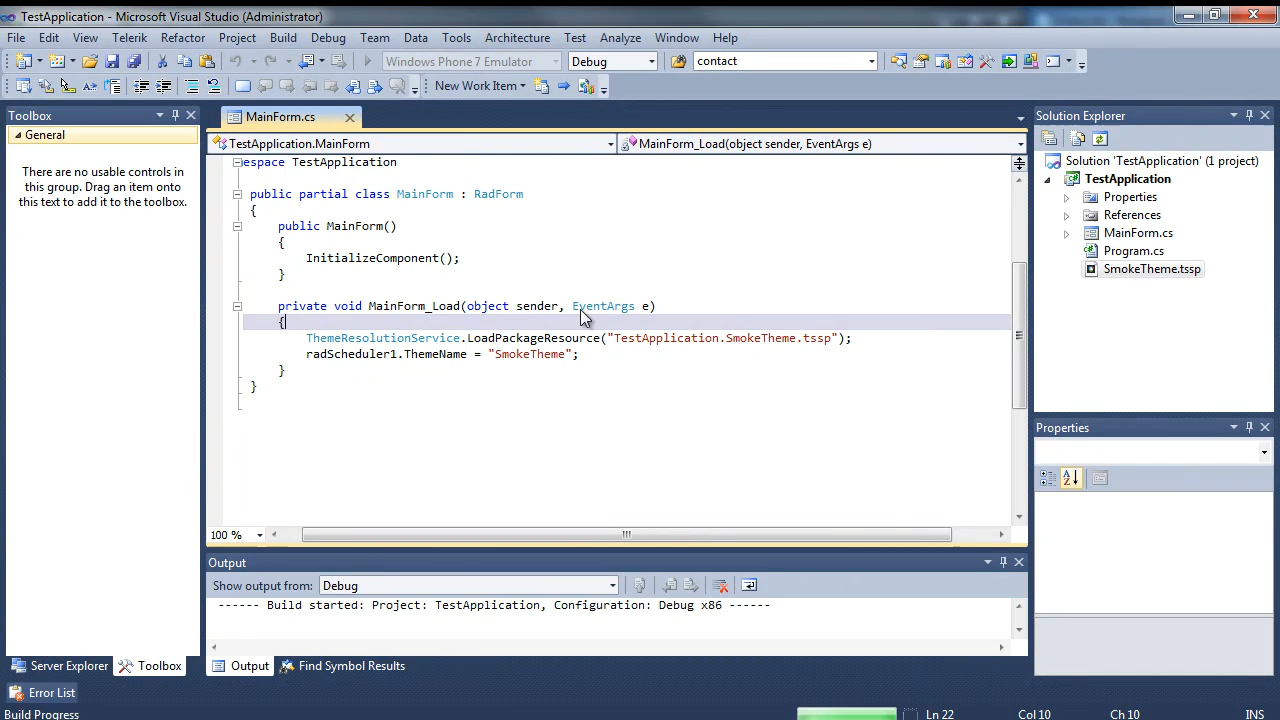 TestApplication - Microsoft Visual Studio (Administrator)
File Edit View Telerik Refactor Project Build Debug Team Data Tools Architecture Test Analyze Window Help
Windows Phone 7 Emulator Debug contact
New Work Item
Toolbox
General
There are no usable controls in
this group. Drag an item onto
this text to add it to the toolbox.
Server Explorer Toolbox
MainForm.cs
TestApplication.MainForm MainForm_Load(object sender, EventArgs e)
espace TestApplication
public partial class MainForm : RadForm
{
public MainForm()
{
InitializeComponent();
}
private void MainForm_Load(object sender, EventArgs e)
{
ThemeResolutionService.LoadPackageResource("TestApplication.SmokeTheme.tssp");
radScheduler1.ThemeName = "SmokeTheme";
}
}
100 %
Output
Show output from: Debug
------ Build started: Project: TestApplication, Configuration: Debug x86 ------
Output Find Symbol Results
Solution Explorer
Solution 'TestApplication' (1 project)
TestApplication
Properties
References
MainForm.cs
Program.cs
SmokeTheme.tssp
Properties
Error List
Build Progress Ln 22 Col 10 Ch 10 INS